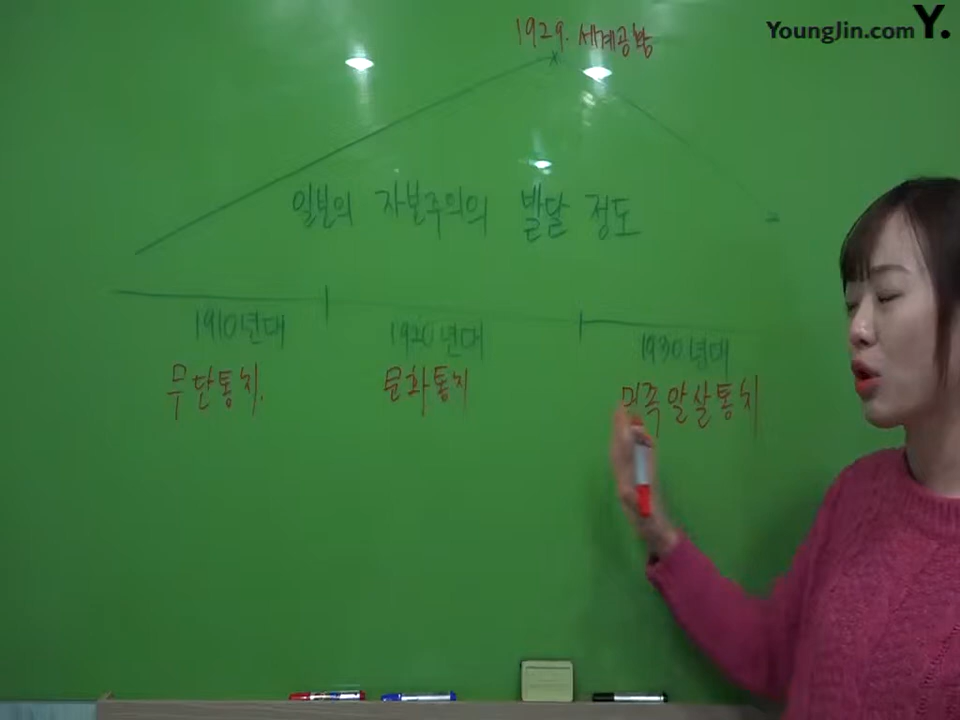 YoungJin.com Y.
1929. 세계공황
일본의 자본주의의 발달 정도
1910년대 1920년대 1930년대
무단통치. 문화통치 민족말살통치